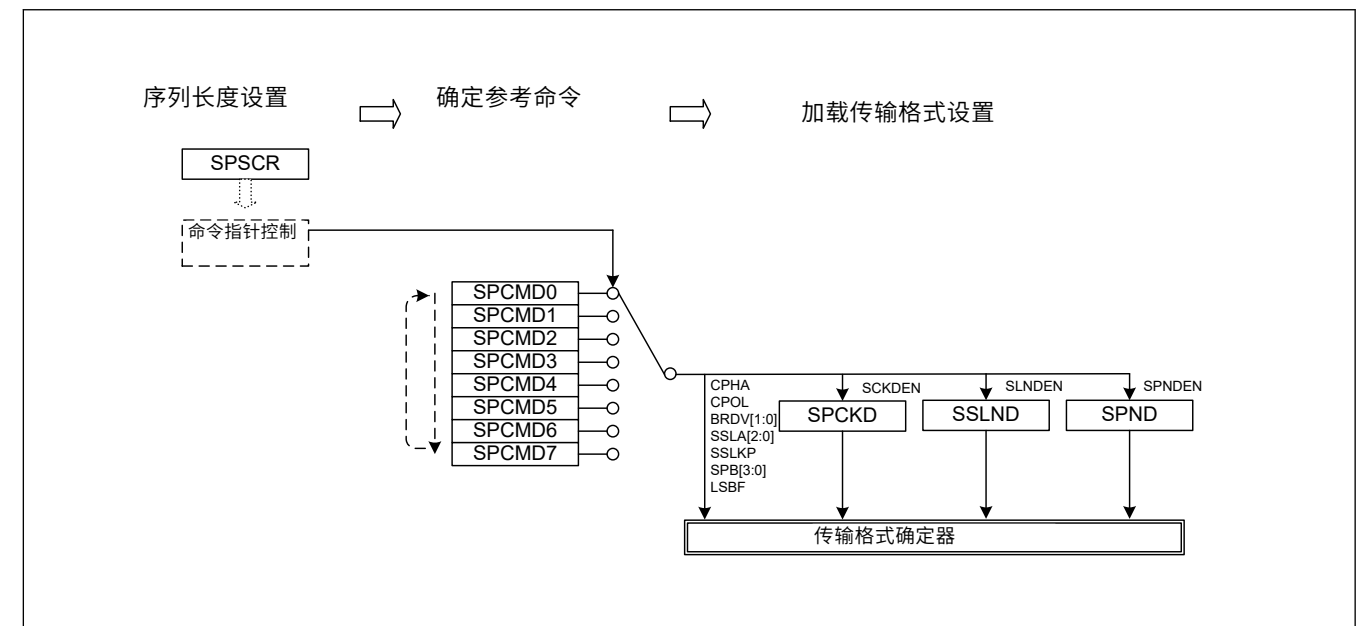 序列长度设置
确定参考命令
加载传输格式设置
SPSCR
命令指针控制
SPCMD0
SPCMD1
SPCMD2
SPCMD3
SPCMD4
SPCMD5
SPCMD6
SPCMD7
CPHA
CPOL
BRDV[1:0]
SSLA[2:0]
SSLKP
SPB[3:0]
LSBF
SCKDEN
SPCKD
SLNDEN
SSLND
SPNDEN
SPND
传输格式确定器